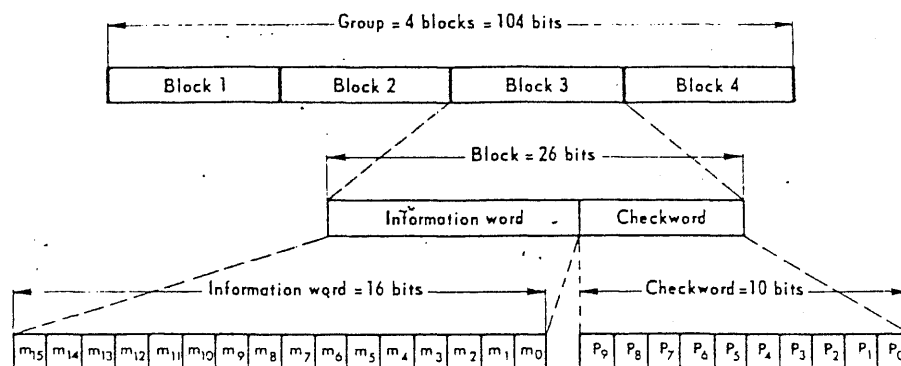 Group = 4 blocks = 104 bits
Block 1 Block 2 Block 3 Block 4
Block = 26 bits
Information word Checkword
Information word = 16 bits Checkword = 10 bits
m15 m14 m13 m12 m11 m10 m9 m8 m7 m6 m5 m4 m3 m2 m1 m0 P9 P8 P7 P6 P5 P4 P3 P2 P1 P0